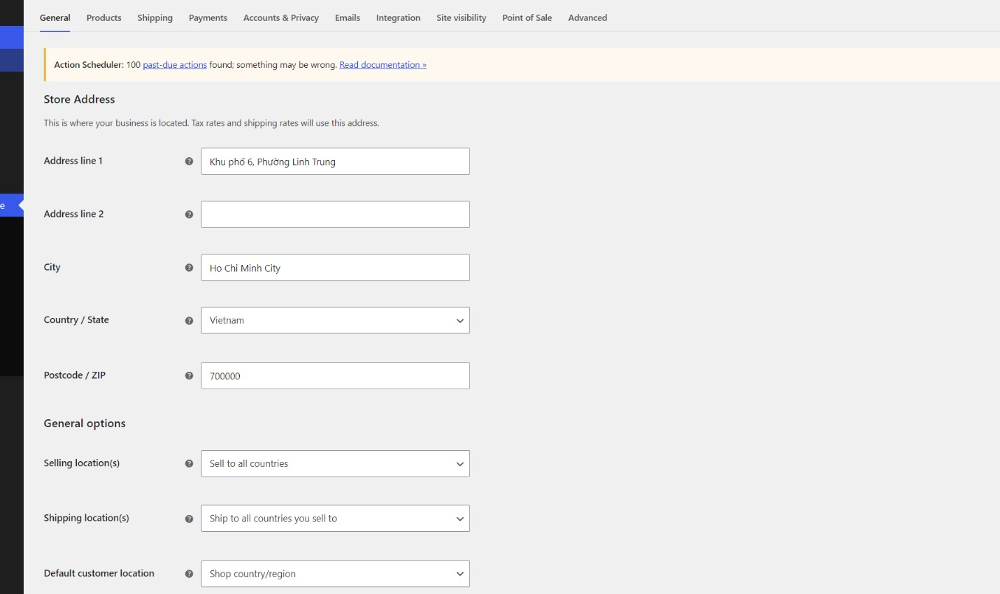 General Products Shipping Payments Accounts & Privacy Emails Integration Site visibility Point of Sale Advanced
Action Scheduler: 100 past-due actions found; something may be wrong. Read documentation »
Store Address
This is where your business is located. Tax rates and shipping rates will use this address.
Address line 1 Khu phố 6, Phường Linh Trung
e
Address line 2
City Ho Chi Minh City
Country / State Vietnam
Postcode / ZIP 700000
General options
Selling location(s) Sell to all countries
Shipping location(s) Ship to all countries you sell to
Default customer location Shop country/region